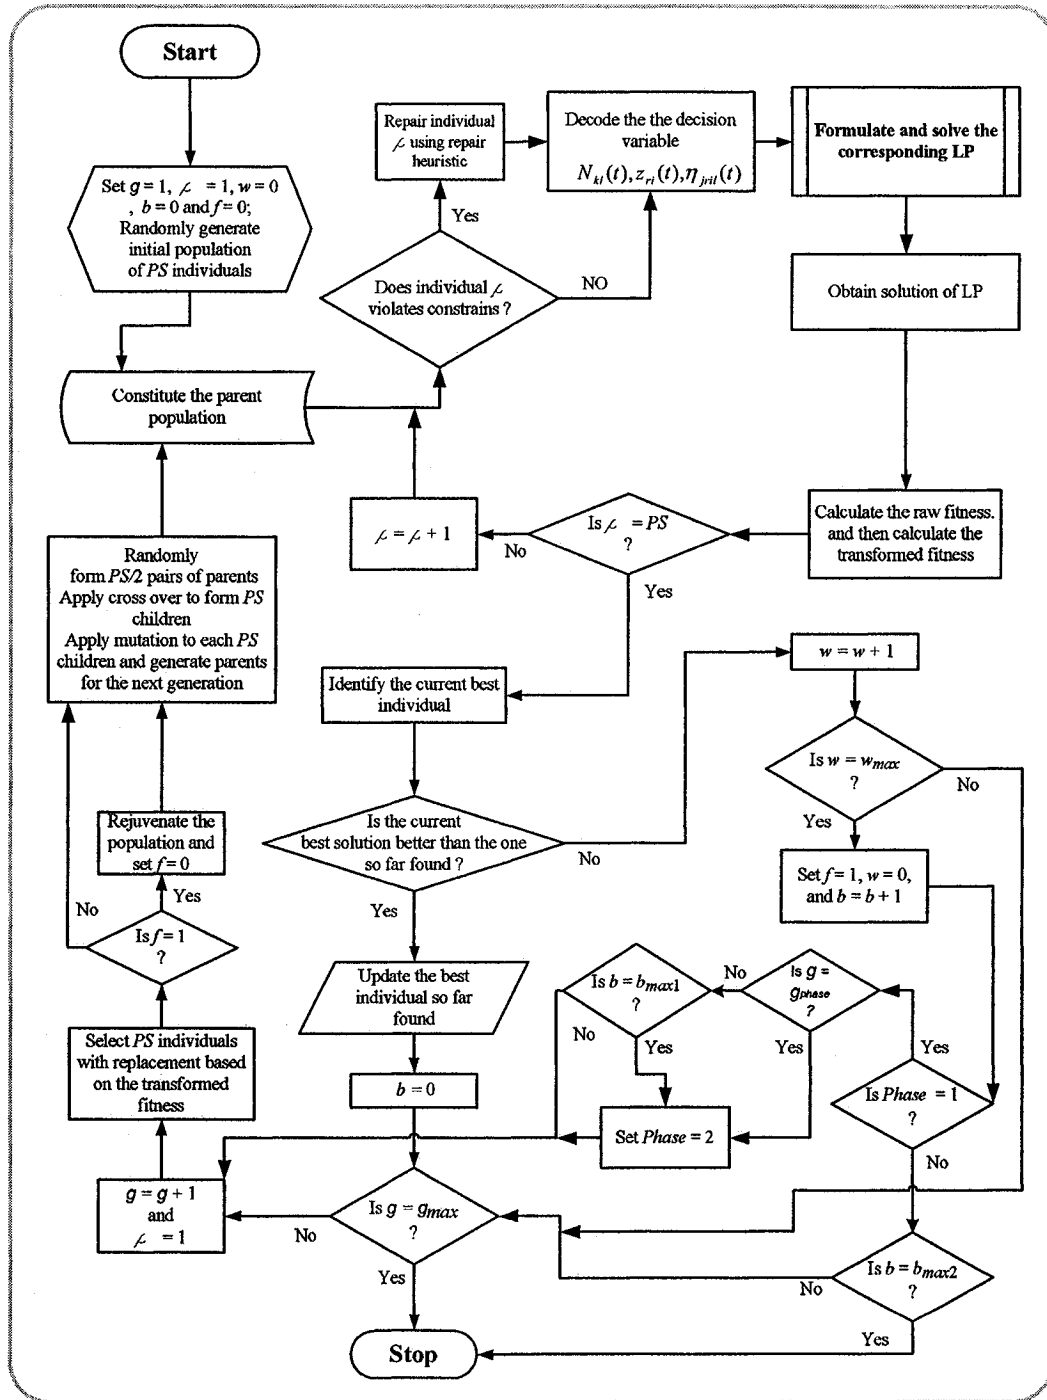 Start
Set g = 1, 𝓇 = 1, w = 0
, b = 0 and f = 0;
Randomly generate
initial population
of PS individuals
Constitute the parent
population
Repair individual
𝓇 using repair
heuristic
Yes
Does individual 𝓇
violates constrains ?
NO
Decode the the decision
variable
N_kl(t), z_ri(t), η_jril(t)
Formulate and solve the
corresponding LP
Obtain solution of LP
Calculate the raw fitness.
and then calculate the
transformed fitness
Is 𝓇 = PS
?
No
Yes
𝓇 = 𝓇 + 1
Randomly
form PS/2 pairs of parents
Apply cross over to form PS
children
Apply mutation to each PS
children and generate parents
for the next generation
Identify the current best
individual
Is the current
best solution better than the one
so far found ?
No
Yes
w = w + 1
Is w = w_max
?
No
Yes
Set f = 1, w = 0,
and b = b + 1
Rejuvenate the
population and
set f = 0
Yes
No
Is f = 1
?
Update the best
individual so far
found
b = 0
Is b = b_max1
?
No
Yes
Is g =
g_phase
?
No
Yes
Is Phase = 1
?
Yes
No
Set Phase = 2
Select PS individuals
with replacement based
on the transformed
fitness
g = g + 1
and
𝓇 = 1
Is g = g_max
?
No
Yes
Is b = b_max2
?
No
Yes
Stop